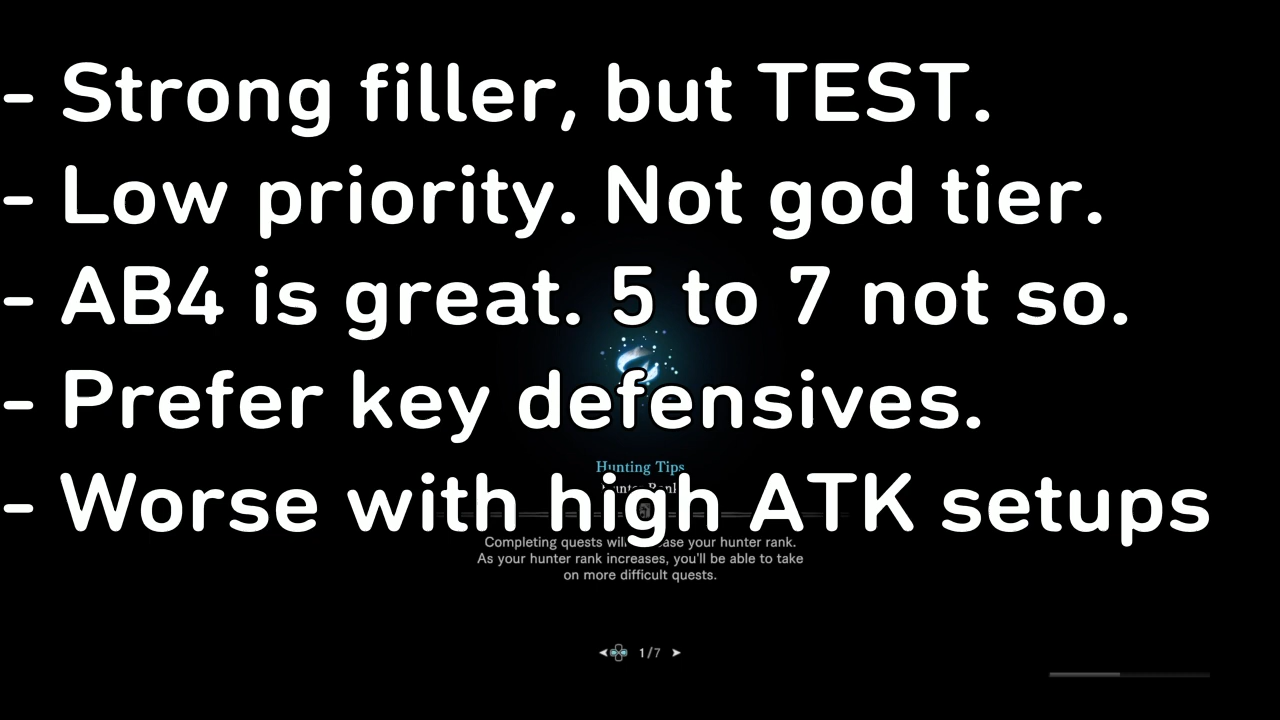 - Strong filler, but TEST.
- Low priority. Not god tier.
- AB4 is great. 5 to 7 not so.
- Prefer key defensives.
Hunting Tips
- Worse with high ATK setups
Completing quests will your hunter rank.
As your hunter rank increases, you'll be able to take
on more difficult quests.
1/7